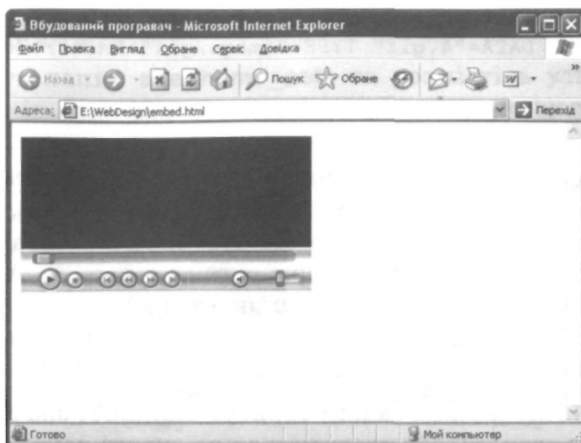 Вбудований програвач - Microsoft Internet Explorer
Файл Правка Вигляд Обране Сервіс Довідка
Назад Пошук Обране
Адреса: E:\WebDesign\embed.html Перехід
Готово Мой компьютер